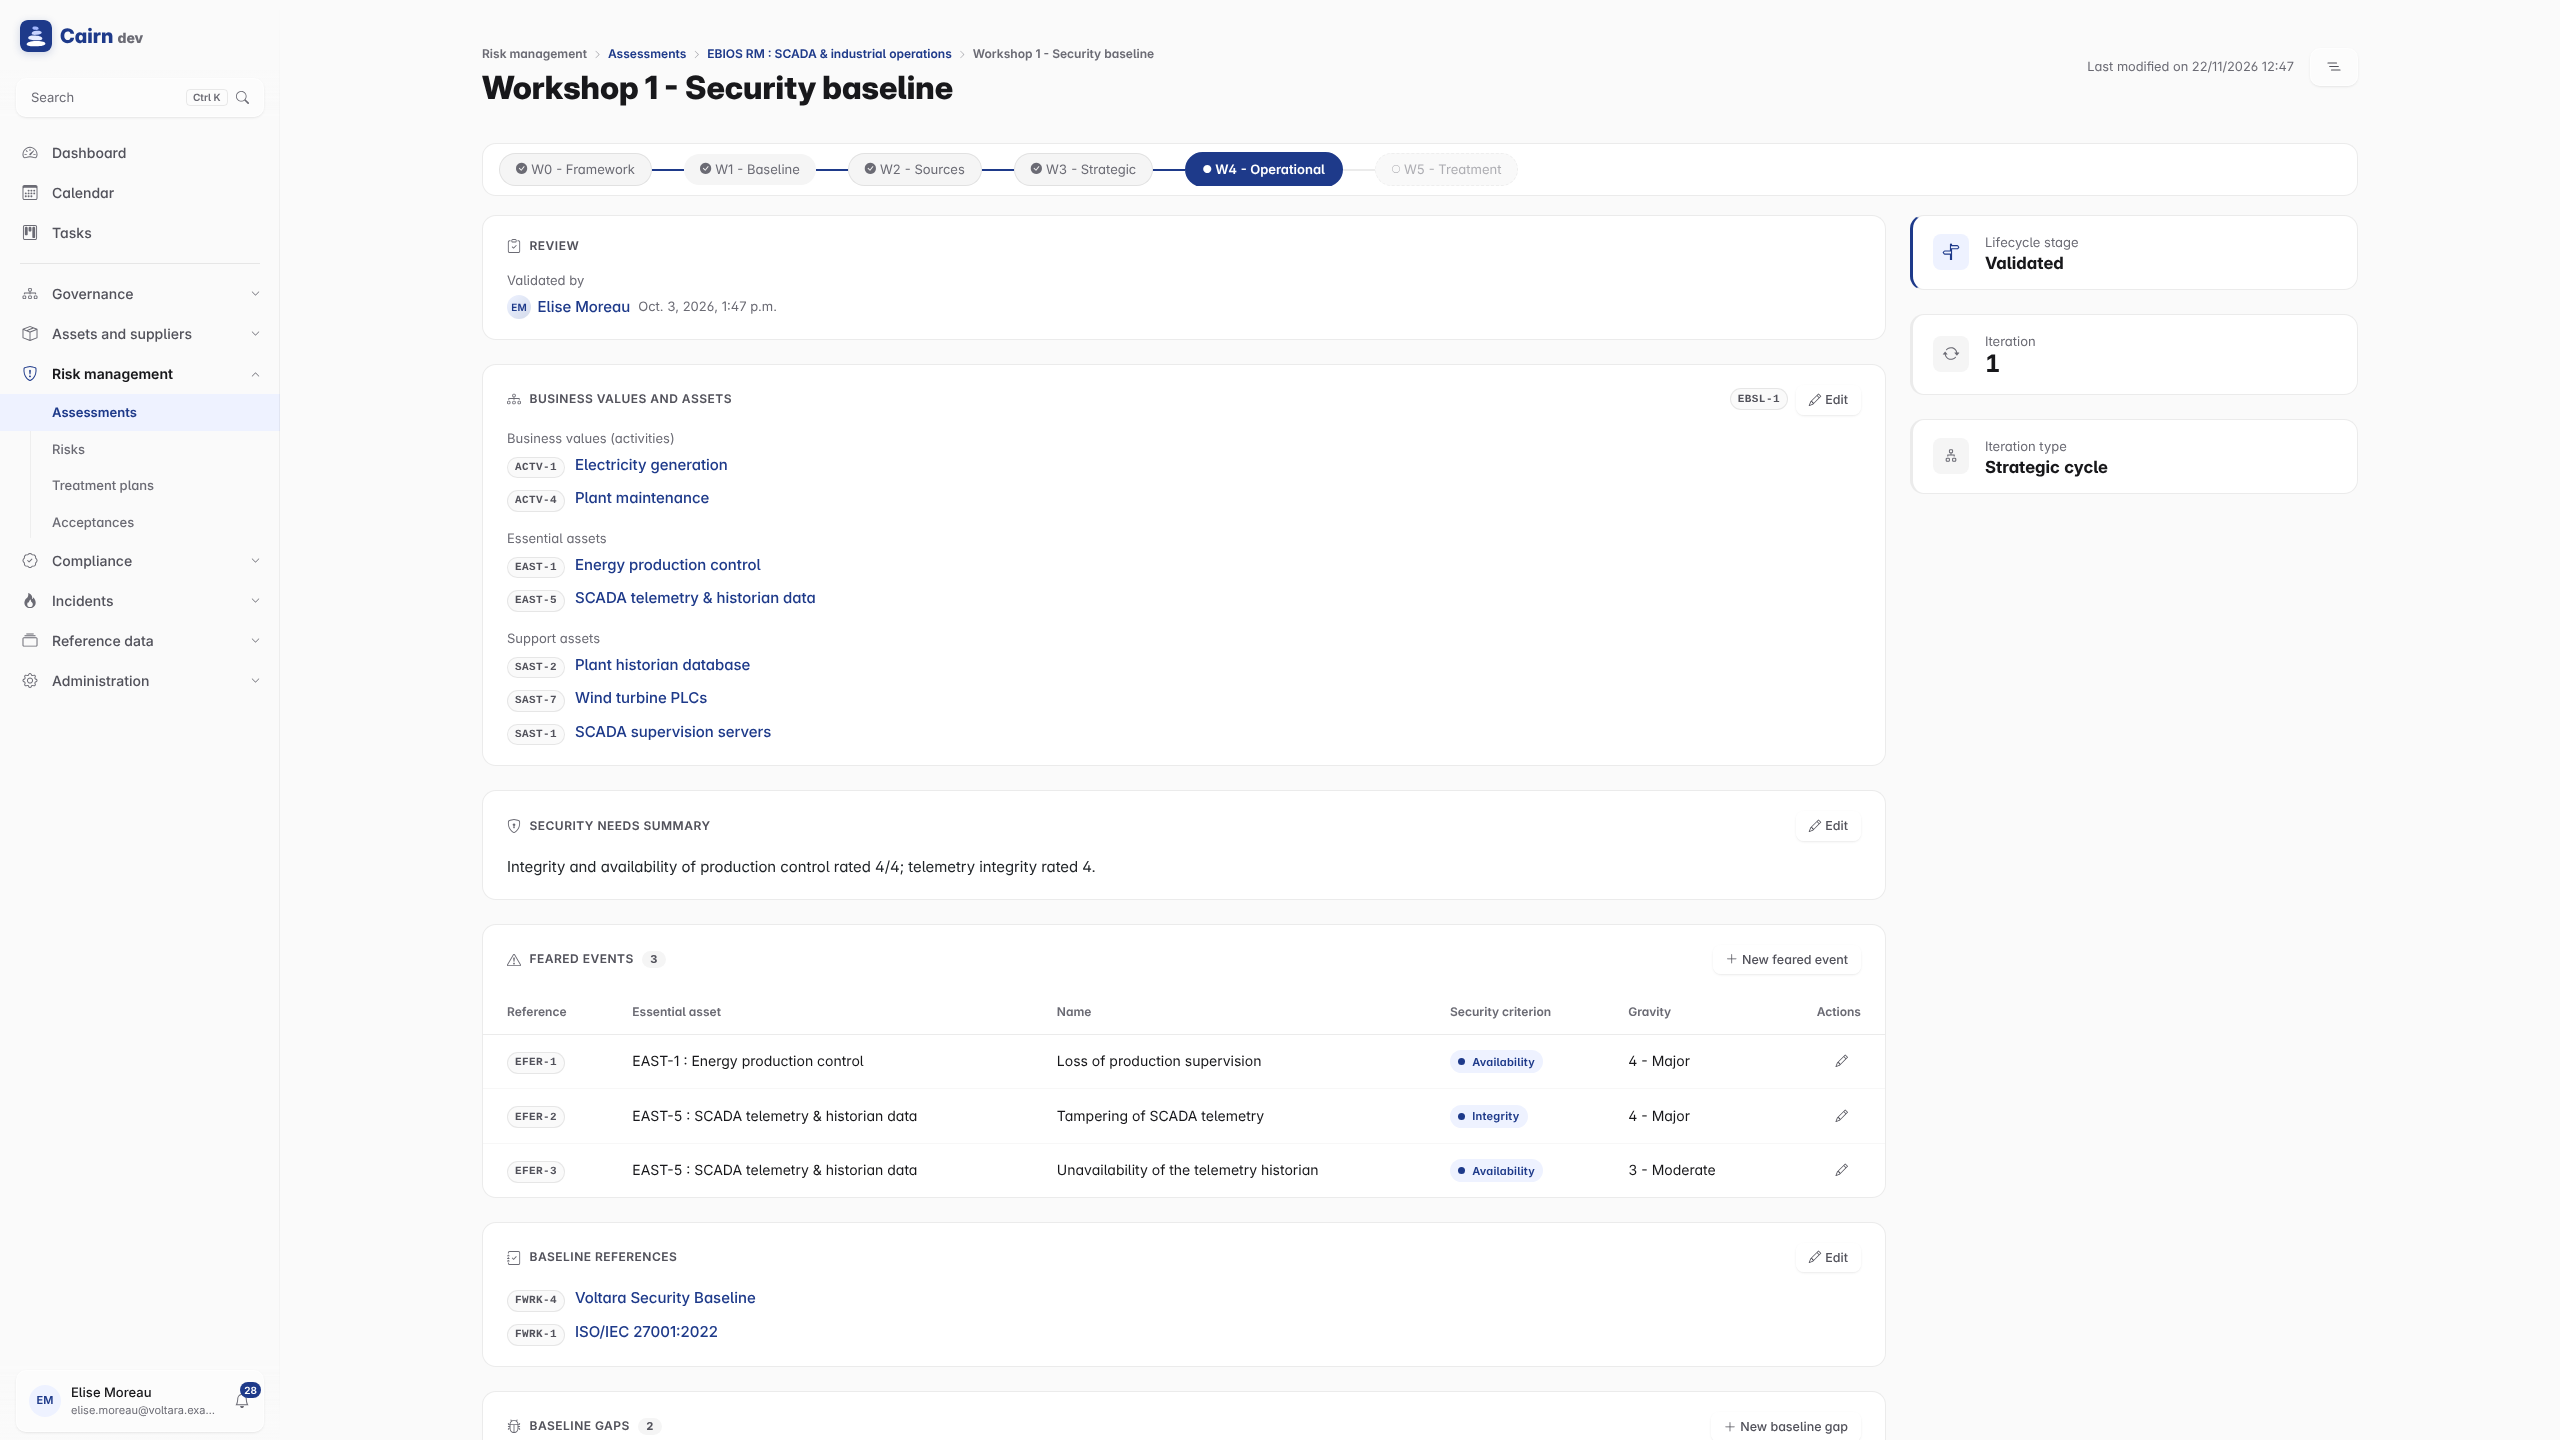 Cairn dev
Search Ctrl K
Dashboard
Calendar
Tasks
Governance
Assets and suppliers
Risk management
Assessments
Risks
Treatment plans
Acceptances
Compliance
Incidents
Reference data
Administration
EM Elise Moreau
elise.moreau@voltara.exa...
28
Risk management > Assessments > EBIOS RM : SCADA & industrial operations > Workshop 1 - Security baseline
Workshop 1 - Security baseline
Last modified on 22/11/2026 12:47
W0 - Framework W1 - Baseline W2 - Sources W3 - Strategic W4 - Operational W5 - Treatment
REVIEW
Validated by
EM Elise Moreau Oct. 3, 2026, 1:47 p.m.
BUSINESS VALUES AND ASSETS EBSL-1 Edit
Business values (activities)
ACTV-1 Electricity generation
ACTV-4 Plant maintenance
Essential assets
EAST-1 Energy production control
EAST-5 SCADA telemetry & historian data
Support assets
SAST-2 Plant historian database
SAST-7 Wind turbine PLCs
SAST-1 SCADA supervision servers
SECURITY NEEDS SUMMARY Edit
Integrity and availability of production control rated 4/4; telemetry integrity rated 4.
FEARED EVENTS 3 New feared event
Reference Essential asset Name Security criterion Gravity Actions
EFER-1 EAST-1 : Energy production control Loss of production supervision Availability 4 - Major
EFER-2 EAST-5 : SCADA telemetry & historian data Tampering of SCADA telemetry Integrity 4 - Major
EFER-3 EAST-5 : SCADA telemetry & historian data Unavailability of the telemetry historian Availability 3 - Moderate
BASELINE REFERENCES Edit
FWRK-4 Voltara Security Baseline
FWRK-1 ISO/IEC 27001:2022
BASELINE GAPS 2 New baseline gap
Lifecycle stage
Validated
Iteration
1
Iteration type
Strategic cycle